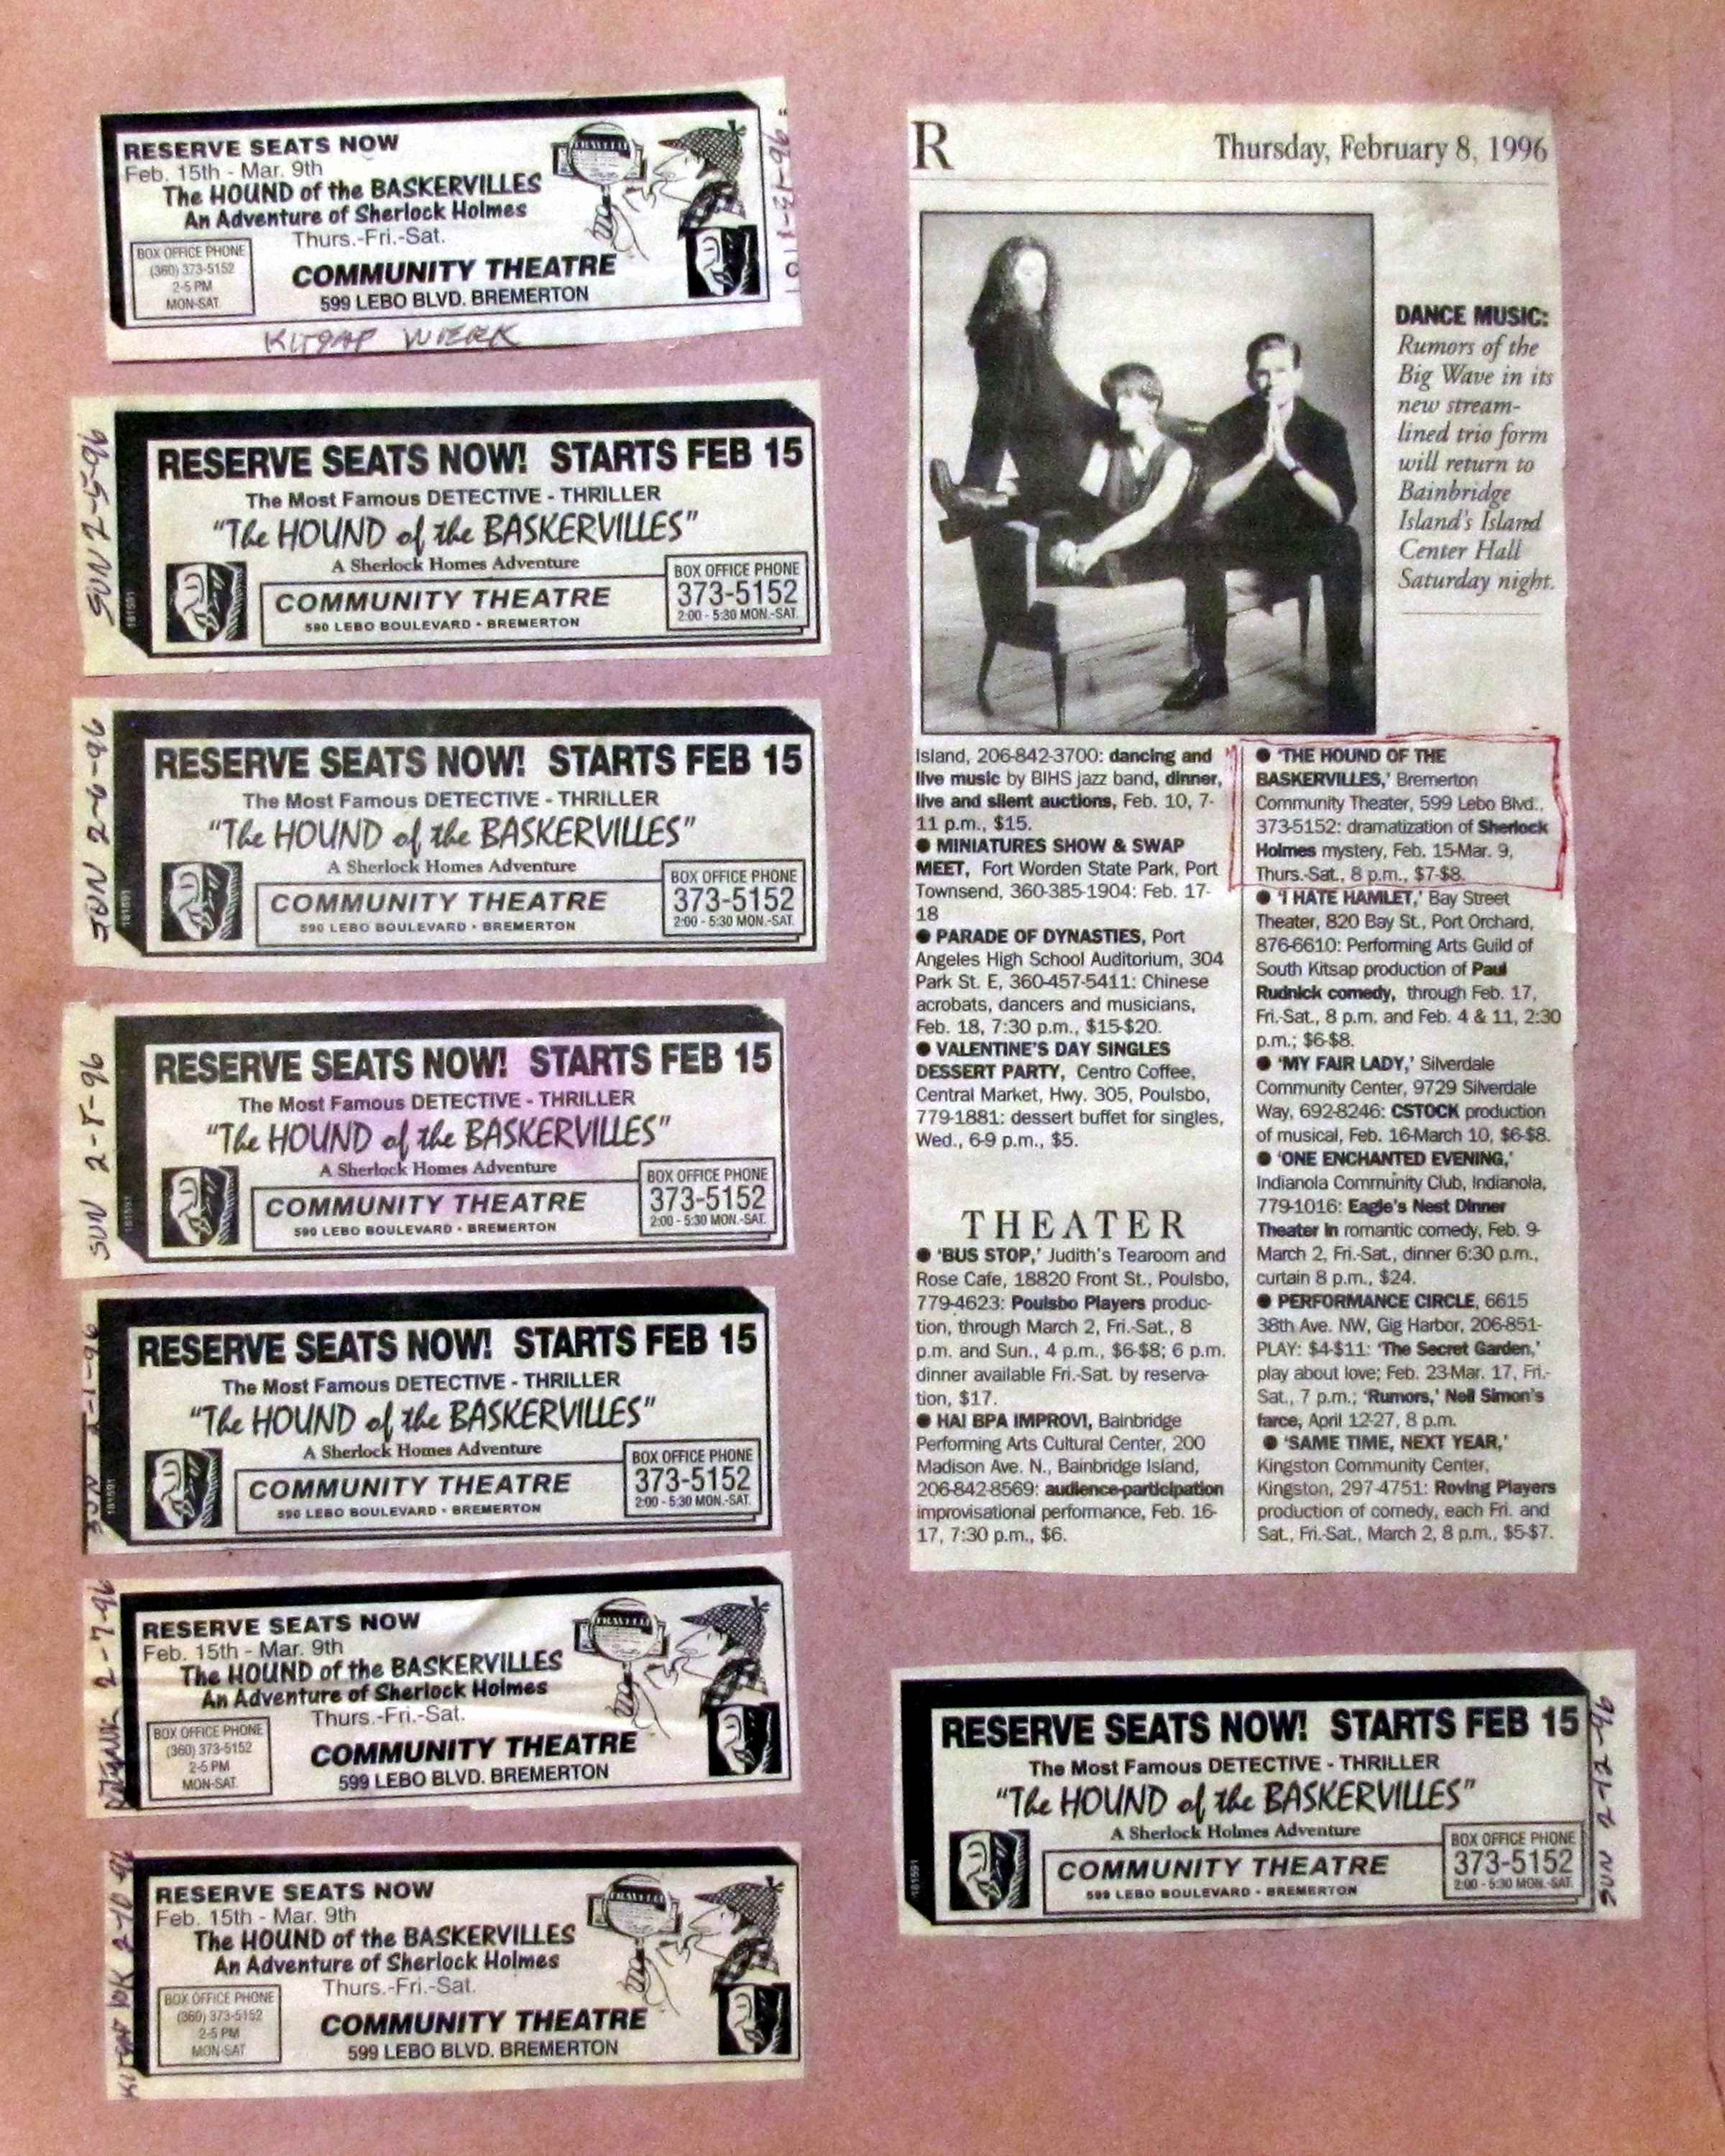 RESERVE SEATS NOW
Feb. 15th - Mar. 9th
The HOUND of the BASKERVILLES
An Adventure of Sherlock Holmes
Thurs.-Fri.-Sat.
BOX OFFICE PHONE
(360) 373-5152
2-5 PM
MON-SAT
COMMUNITY THEATRE
599 LEBO BLVD. BREMERTON
KITSAP WEEK
SUN 2-5-96
RESERVE SEATS NOW! STARTS FEB 15
The Most Famous DETECTIVE - THRILLER
"The HOUND of the BASKERVILLES"
A Sherlock Homes Adventure
COMMUNITY THEATRE
590 LEBO BOULEVARD • BREMERTON
BOX OFFICE PHONE
373-5152
2:00 - 5:30 MON.-SAT.
181591
SUN 2-6-96
RESERVE SEATS NOW! STARTS FEB 15
The Most Famous DETECTIVE - THRILLER
"The HOUND of the BASKERVILLES"
A Sherlock Homes Adventure
COMMUNITY THEATRE
590 LEBO BOULEVARD • BREMERTON
BOX OFFICE PHONE
373-5152
2:00 - 5:30 MON.-SAT.
181591
SUN 2-8-96
RESERVE SEATS NOW! STARTS FEB 15
The Most Famous DETECTIVE - THRILLER
"The HOUND of the BASKERVILLES"
A Sherlock Homes Adventure
COMMUNITY THEATRE
590 LEBO BOULEVARD • BREMERTON
BOX OFFICE PHONE
373-5152
2:00 - 5:30 MON.-SAT.
181591
RESERVE SEATS NOW! STARTS FEB 15
The Most Famous DETECTIVE - THRILLER
"The HOUND of the BASKERVILLES"
A Sherlock Homes Adventure
COMMUNITY THEATRE
590 LEBO BOULEVARD • BREMERTON
BOX OFFICE PHONE
373-5152
2:00 - 5:30 MON.-SAT.
181591
2-7-96
RESERVE SEATS NOW
Feb. 15th - Mar. 9th
The HOUND of the BASKERVILLES
An Adventure of Sherlock Holmes
Thurs.-Fri.-Sat.
BOX OFFICE PHONE
(360) 373-5152
2-5 PM
MON-SAT
COMMUNITY THEATRE
599 LEBO BLVD. BREMERTON
KITSAP WK 2-10-96
RESERVE SEATS NOW
Feb. 15th - Mar. 9th
The HOUND of the BASKERVILLES
An Adventure of Sherlock Holmes
Thurs.-Fri.-Sat.
BOX OFFICE PHONE
(360) 373-5152
2-5 PM
MON-SAT
COMMUNITY THEATRE
599 LEBO BLVD. BREMERTON
R
Thursday, February 8, 1996
DANCE MUSIC:
Rumors of the
Big Wave in its
new stream-
lined trio form
will return to
Bainbridge
Island's Island
Center Hall
Saturday night.
Island, 206-842-3700: dancing and
live music by BIHS jazz band, dinner,
live and silent auctions, Feb. 10, 7-
11 p.m., $15.
● MINIATURES SHOW & SWAP
MEET, Fort Worden State Park, Port
Townsend, 360-385-1904: Feb. 17-
18
● PARADE OF DYNASTIES, Port
Angeles High School Auditorium, 304
Park St. E, 360-457-5411: Chinese
acrobats, dancers and musicians,
Feb. 18, 7:30 p.m., $15-$20.
● VALENTINE'S DAY SINGLES
DESSERT PARTY, Centro Coffee,
Central Market, Hwy. 305, Poulsbo,
779-1881: dessert buffet for singles,
Wed., 6-9 p.m., $5.
THEATER
● 'BUS STOP,' Judith's Tearoom and
Rose Cafe, 18820 Front St., Poulsbo,
779-4623: Poulsbo Players produc-
tion, through March 2, Fri.-Sat., 8
p.m. and Sun., 4 p.m., $6-$8; 6 p.m.
dinner available Fri.-Sat. by reserva-
tion, $17.
● HA! BPA IMPROV!, Bainbridge
Performing Arts Cultural Center, 200
Madison Ave. N., Bainbridge Island,
206-842-8569: audience-participation
improvisational performance, Feb. 16-
17, 7:30 p.m., $6.
● 'THE HOUND OF THE
BASKERVILLES,' Bremerton
Community Theater, 599 Lebo Blvd.,
373-5152: dramatization of Sherlock
Holmes mystery, Feb. 15-Mar. 9,
Thurs.-Sat., 8 p.m., $7-$8.
● 'I HATE HAMLET,' Bay Street
Theater, 820 Bay St., Port Orchard,
876-6610: Performing Arts Guild of
South Kitsap production of Paul
Rudnick comedy, through Feb. 17,
Fri.-Sat., 8 p.m. and Feb. 4 & 11, 2:30
p.m.; $6-$8.
● 'MY FAIR LADY,' Silverdale
Community Center, 9729 Silverdale
Way, 692-8246: CSTOCK production
of musical, Feb. 16-March 10, $6-$8.
● 'ONE ENCHANTED EVENING,'
Indianola Community Club, Indianola,
779-1016: Eagle's Nest Dinner
Theater in romantic comedy, Feb. 9-
March 2, Fri.-Sat., dinner 6:30 p.m.,
curtain 8 p.m., $24.
● PERFORMANCE CIRCLE, 6615
38th Ave. NW, Gig Harbor, 206-851-
PLAY: $4-$11: 'The Secret Garden,'
play about love; Feb. 23-Mar. 17, Fri.-
Sat., 7 p.m.; 'Rumors,' Neil Simon's
farce, April 12-27, 8 p.m.
● 'SAME TIME, NEXT YEAR,'
Kingston Community Center,
Kingston, 297-4751: Roving Players
production of comedy, each Fri. and
Sat., Fri.-Sat., March 2, 8 p.m., $5-$7.
RESERVE SEATS NOW! STARTS FEB 15
The Most Famous DETECTIVE - THRILLER
"The HOUND of the BASKERVILLES"
A Sherlock Holmes Adventure
COMMUNITY THEATRE
599 LEBO BOULEVARD • BREMERTON
BOX OFFICE PHONE
373-5152
2:00 - 5:30 MON.-SAT.
181591
SUN 2-12-96